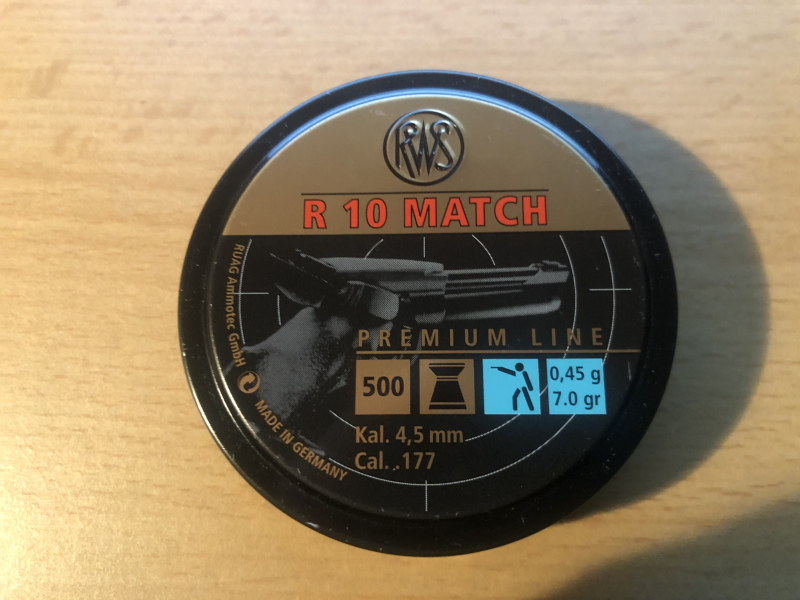 RWS
R 10 MATCH
PREMIUM LINE
500
0,45 g
7.0 gr
Kal. 4,5 mm
Cal. .177
RUAG Ammotec GmbH
MADE IN GERMANY